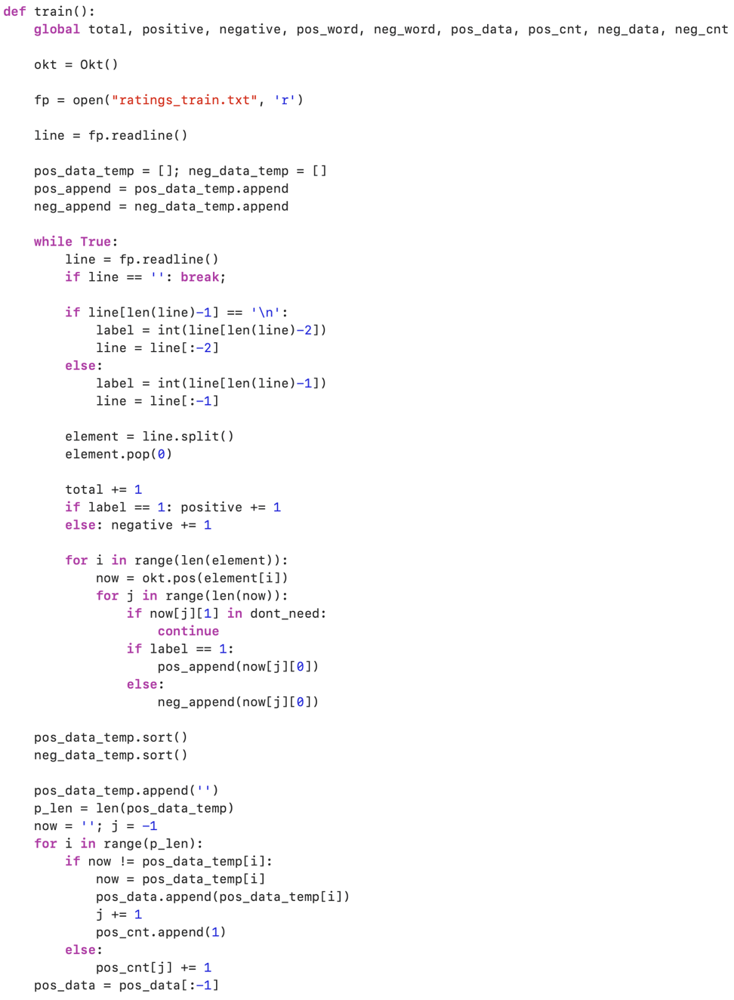 def train():
    global total, positive, negative, pos_word, neg_word, pos_data, pos_cnt, neg_data, neg_cnt

    okt = Okt()

    fp = open("ratings_train.txt", 'r')

    line = fp.readline()

    pos_data_temp = []; neg_data_temp = []
    pos_append = pos_data_temp.append
    neg_append = neg_data_temp.append

    while True:
        line = fp.readline()
        if line == '': break;

        if line[len(line)-1] == '\n':
            label = int(line[len(line)-2])
            line = line[:-2]
        else:
            label = int(line[len(line)-1])
            line = line[:-1]

        element = line.split()
        element.pop(0)

        total += 1
        if label == 1: positive += 1
        else: negative += 1

        for i in range(len(element)):
            now = okt.pos(element[i])
            for j in range(len(now)):
                if now[j][1] in dont_need:
                    continue
                if label == 1:
                    pos_append(now[j][0])
                else:
                    neg_append(now[j][0])

    pos_data_temp.sort()
    neg_data_temp.sort()

    pos_data_temp.append('')
    p_len = len(pos_data_temp)
    now = ''; j = -1
    for i in range(p_len):
        if now != pos_data_temp[i]:
            now = pos_data_temp[i]
            pos_data.append(pos_data_temp[i])
            j += 1
            pos_cnt.append(1)
        else:
            pos_cnt[j] += 1
    pos_data = pos_data[:-1]